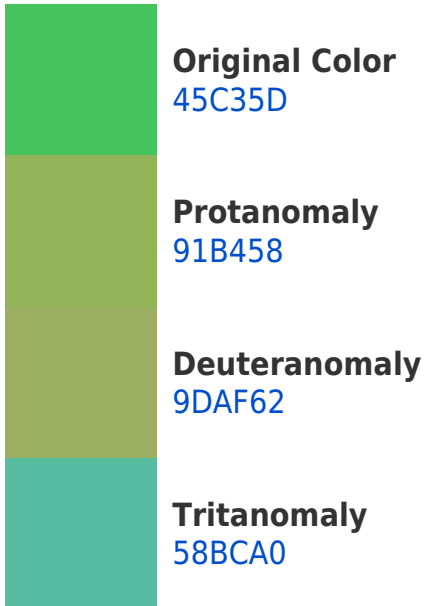 Original Color
45C35D
Protanomaly
91B458
Deuteranomaly
9DAF62
Tritanomaly
58BCA0